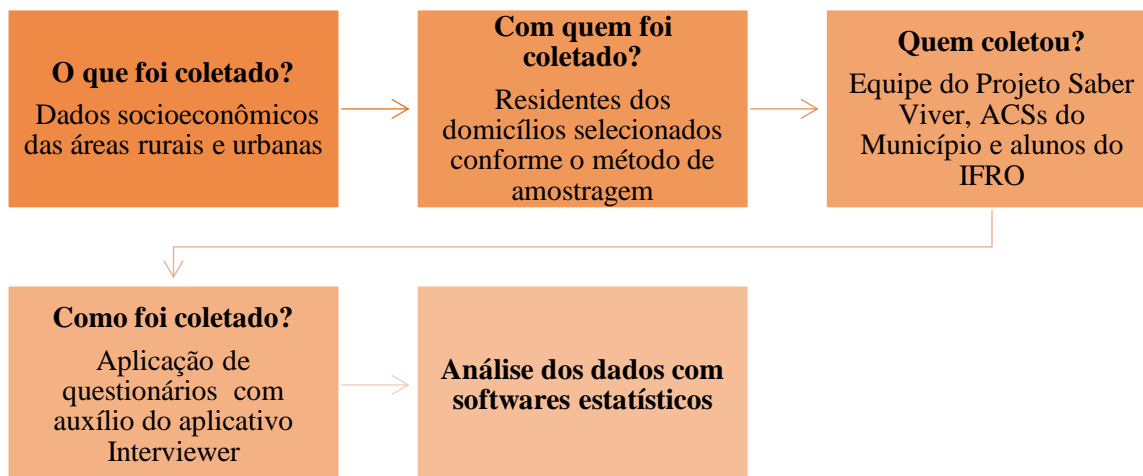 O que foi coletado?
Dados socioeconômicos
das áreas rurais e urbanas
Com quem foi
coletado?
Residentes dos
domicílios selecionados
conforme o método de
amostragem
Quem coletou?
Equipe do Projeto Saber
Viver, ACSs do
Município e alunos do
IFRO
Como foi coletado?
Aplicação de
questionários com
auxílio do aplicativo
Interviewer
Análise dos dados com
softwares estatísticos